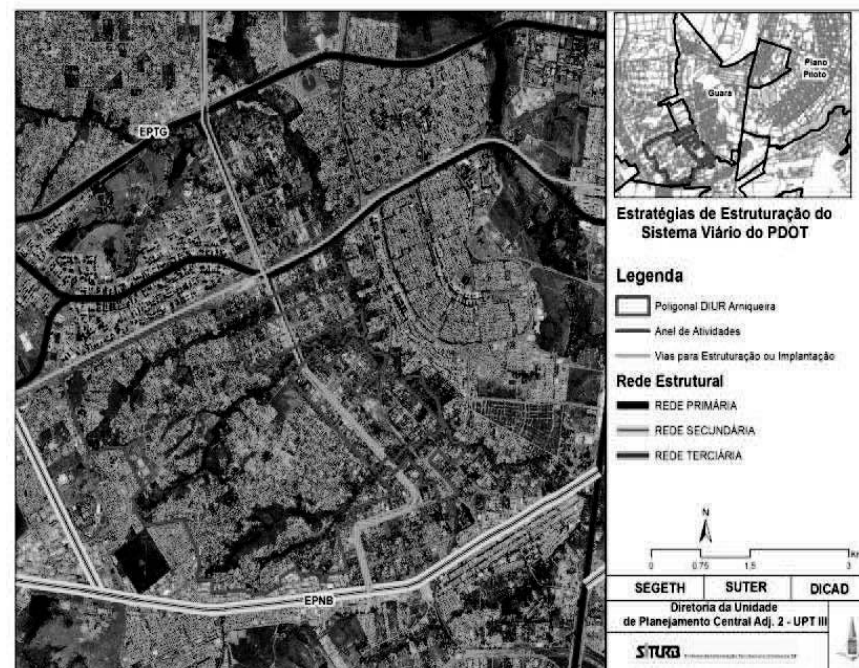 EPTG
EPNB
Plano
Piloto
Guara
Estratégias de Estruturação do
Sistema Viário do PDOT
Legenda
Poligonal DIUR Arniqueira
Anel de Atividades
Vias para Estruturação ou Implantação
Rede Estrutural
REDE PRIMÁRIA
REDE SECUNDÁRIA
REDE TERCIÁRIA
N
0 0.75 1.5 3
SEGETH SUTER DICAD
Diretoria da Unidade
de Planejamento Central Adj. 2 - UPT III
SITURB